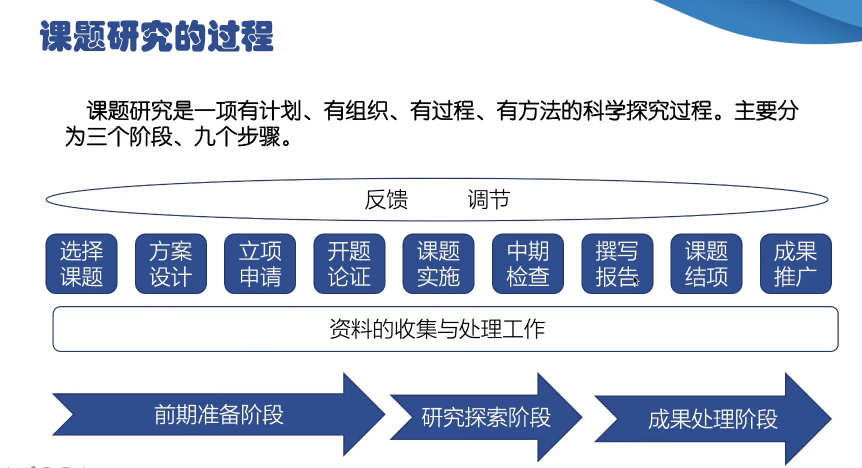 课题研究的过程
课题研究是一项有计划、有组织、有过程、有方法的科学探究过程。主要分
为三个阶段、九个步骤。
反馈 调节
选择
课题
方案
设计
立项
申请
开题
论证
课题
实施
中期
检查
撰写
报告
课题
结项
成果
推广
资料的收集与处理工作
前期准备阶段
研究探索阶段
成果处理阶段